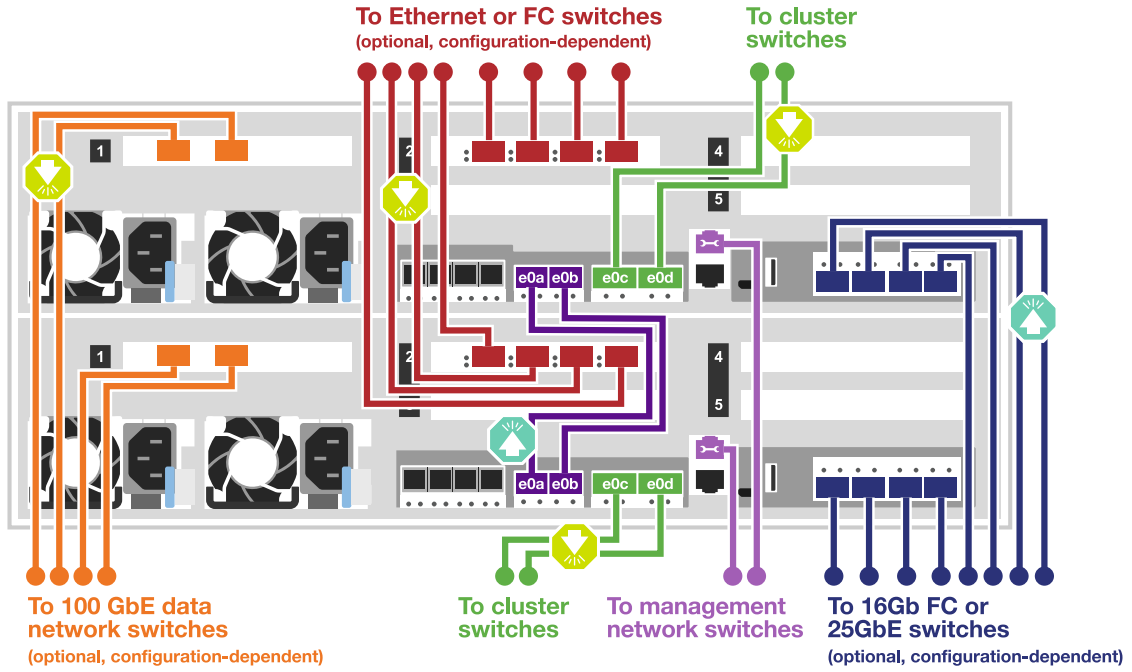 To Ethernet or FC switches
(optional, configuration-dependent)
To cluster
switches
1
2
4
5
e0a e0b
e0c e0d
1
2
4
5
e0a e0b
e0c e0d
To 100 GbE data
network switches
(optional, configuration-dependent)
To cluster
switches
To management
network switches
To 16Gb FC or
25GbE switches
(optional, configuration-dependent)